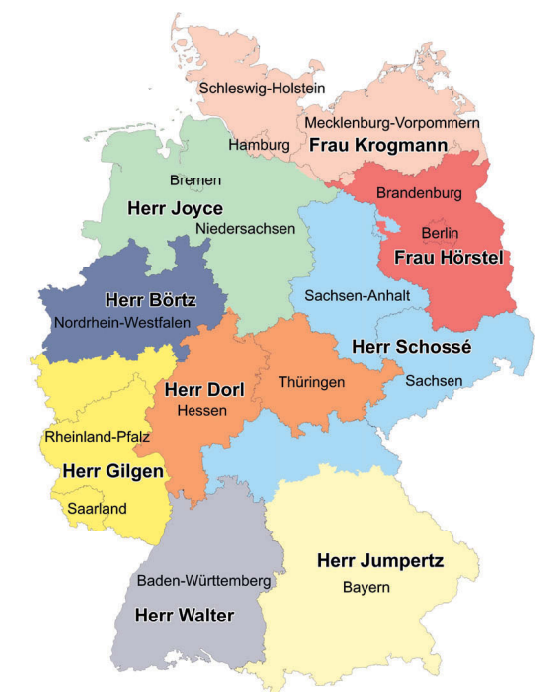 Schleswig-Holstein
Mecklenburg-Vorpommern
Hamburg
Frau Krogmann
Bremen
Brandenburg
Herr Joyce
Niedersachsen
Berlin
Frau Hörstel
Herr Börtz
Sachsen-Anhalt
Nordrhein-Westfalen
Herr Schossé
Herr Dorl
Thüringen
Sachsen
Hessen
Rheinland-Pfalz
Herr Gilgen
Saarland
Herr Jumpertz
Baden-Württemberg
Bayern
Herr Walter